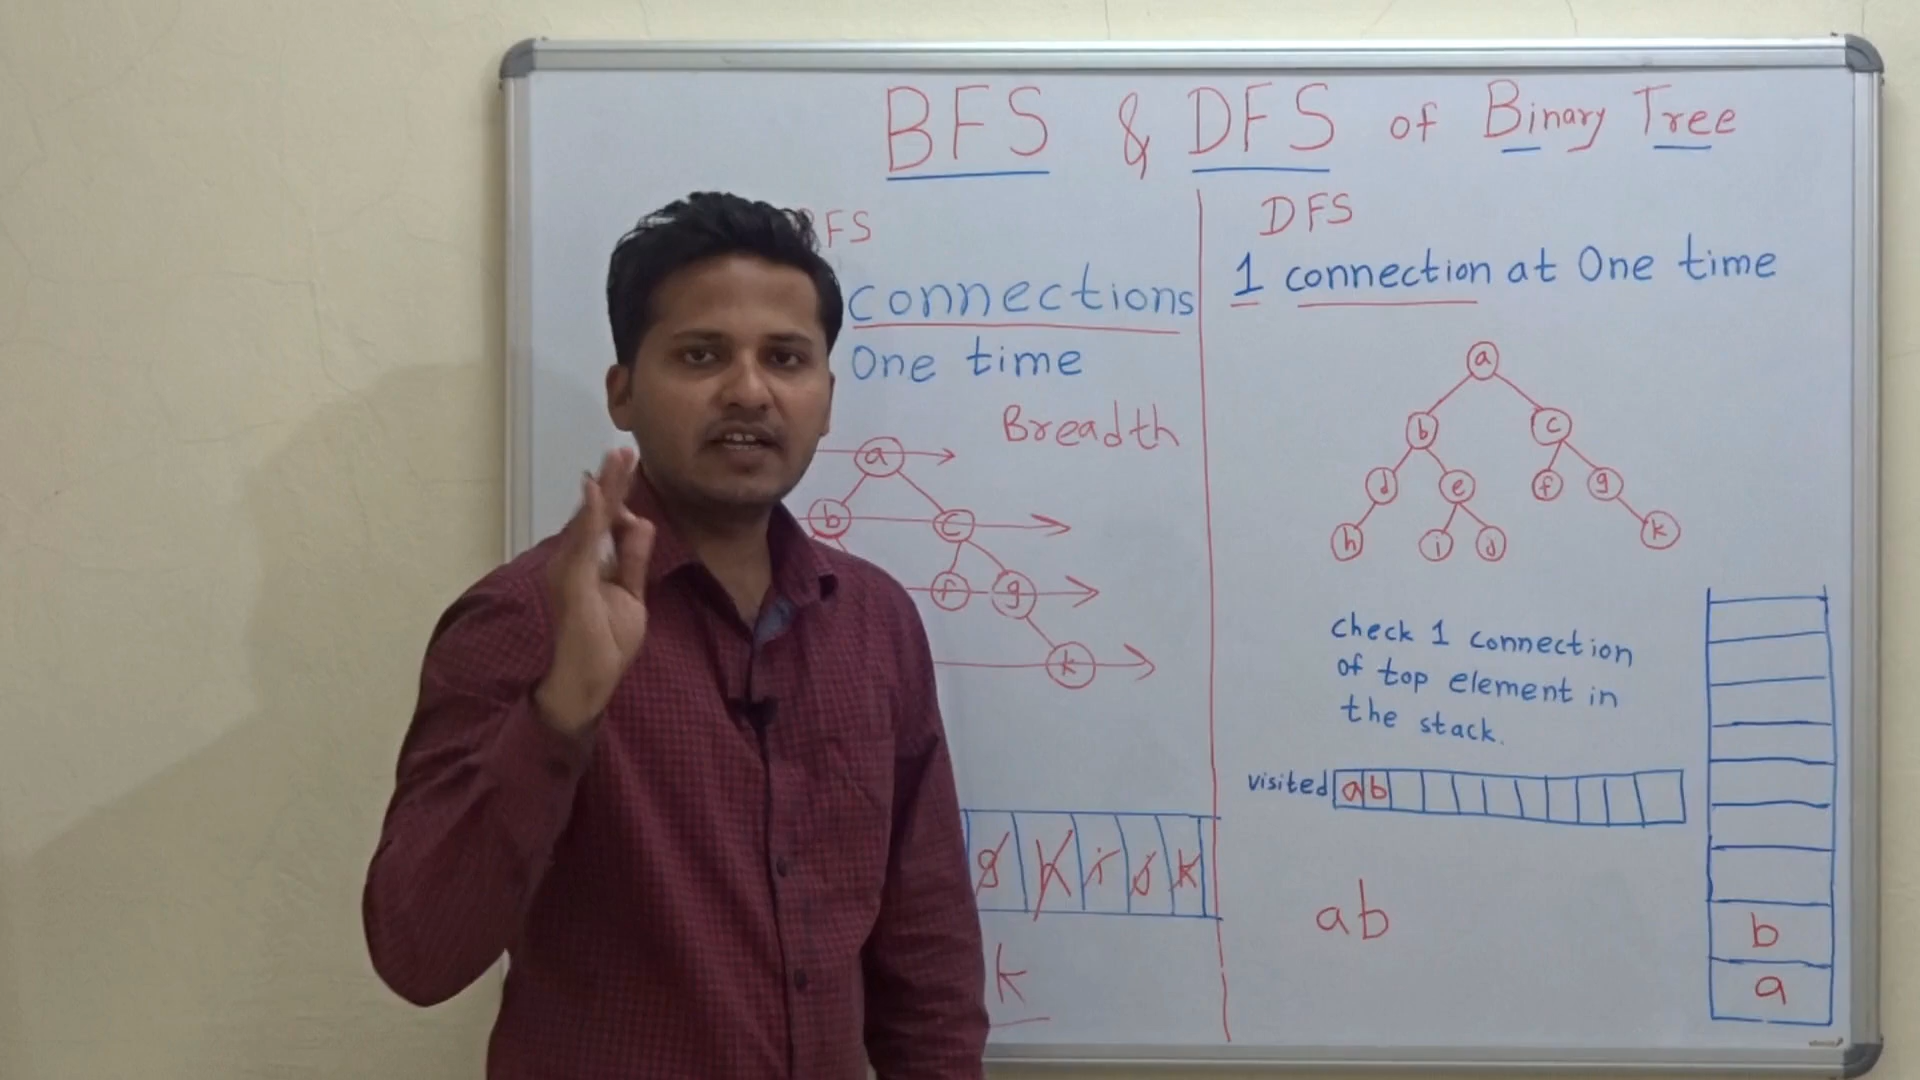 BFS & DFS of Binary Tree
BFS
connections
One time
Breadth
a
b c
f g
k
g h i j k
k
DFS
1 connection at One time
a
b c
d e f g
h i j k
check 1 connection
of top element in
the stack.
visited a b
ab
b
a